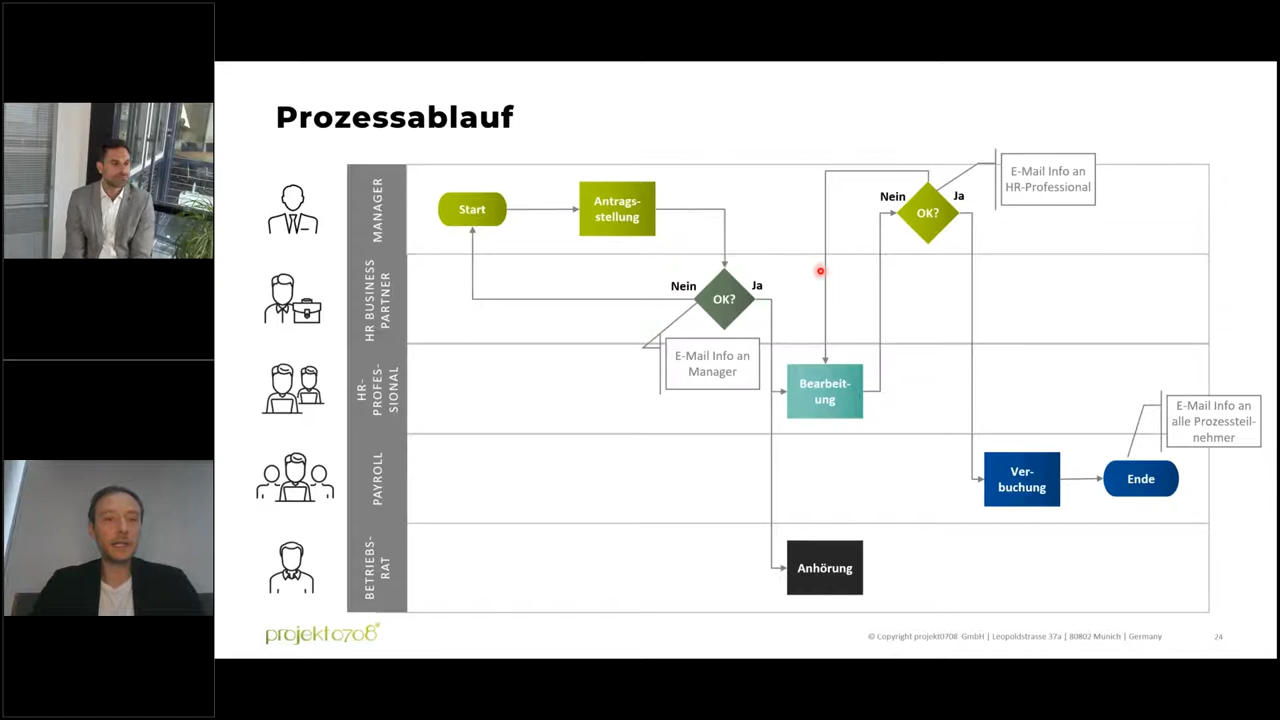 Prozessablauf
MANAGER
Start
Antrags-
stellung
Nein
OK?
Ja
E-Mail Info an
HR-Professional
HR BUSINESS
PARTNER
Nein
OK?
Ja
E-Mail Info an
Manager
HR-
PROFES-
SIONAL
Bearbeit-
ung
E-Mail Info an
alle Prozessteil-
nehmer
PAYROLL
Ver-
buchung
Ende
BETRIEBS-
RAT
Anhörung
projekt0708
© Copyright projekt0708 GmbH | Leopoldstrasse 37a | 80802 Munich | Germany
24